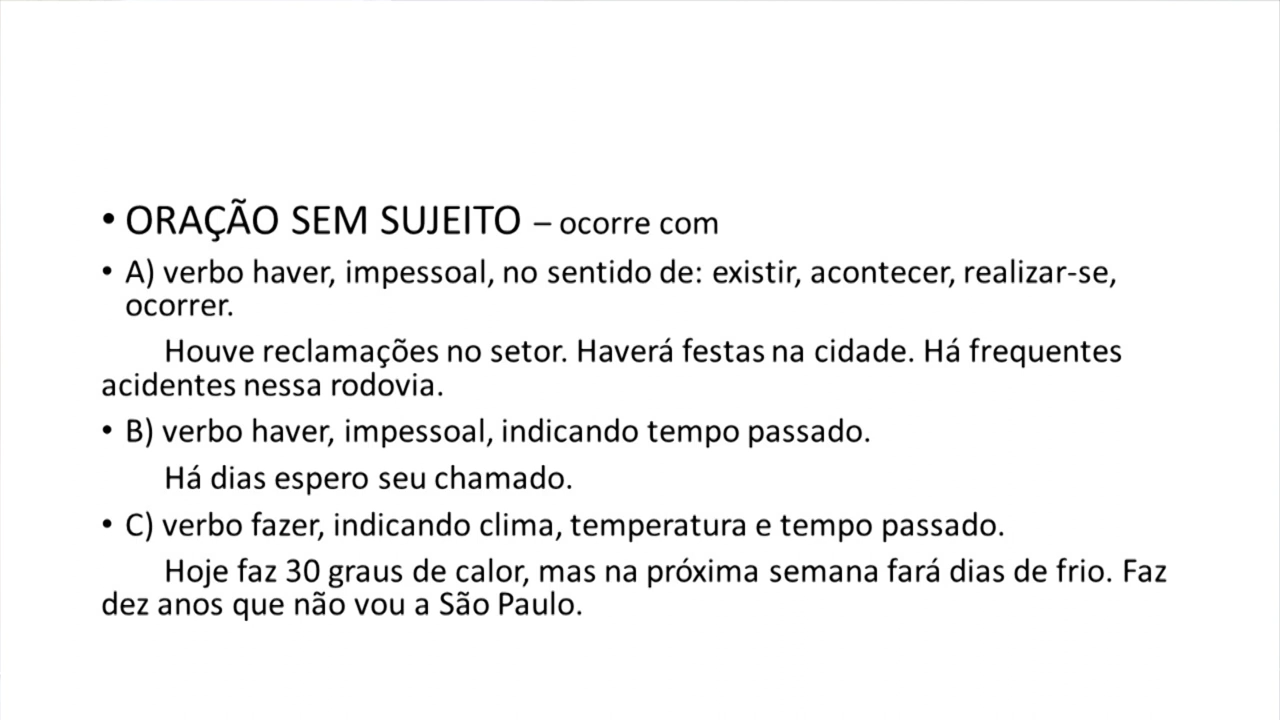 • ORAÇÃO SEM SUJEITO – ocorre com
• A) verbo haver, impessoal, no sentido de: existir, acontecer, realizar-se,
ocorrer.
Houve reclamações no setor. Haverá festas na cidade. Há frequentes
acidentes nessa rodovia.
• B) verbo haver, impessoal, indicando tempo passado.
Há dias espero seu chamado.
• C) verbo fazer, indicando clima, temperatura e tempo passado.
Hoje faz 30 graus de calor, mas na próxima semana fará dias de frio. Faz
dez anos que não vou a São Paulo.